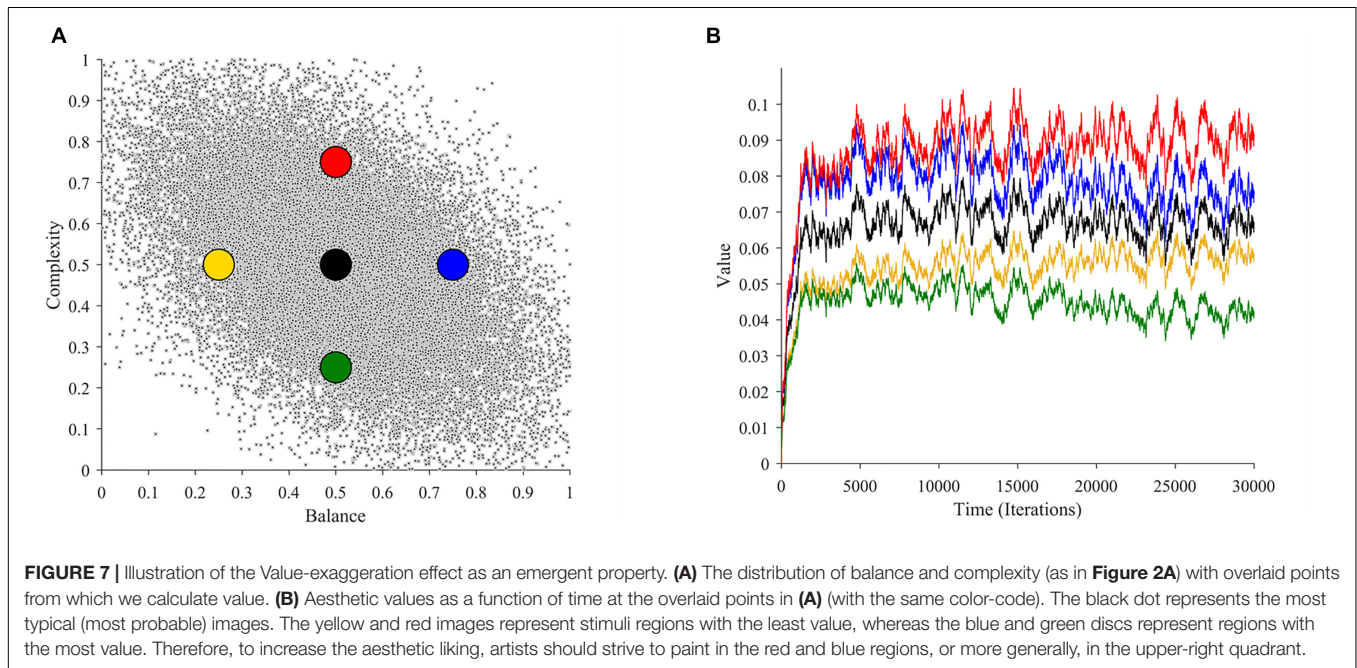 A
1
0.9
0.8
0.7
0.6
0.5
0.4
0.3
0.2
0.1
0
Complexity
0 0.1 0.2 0.3 0.4 0.5 0.6 0.7 0.8 0.9 1
Balance
B
0.1
0.09
0.08
0.07
0.06
0.05
0.04
0.03
0.02
0.01
0
Value
0 5000 10000 15000 20000 25000 30000
Time (Iterations)
FIGURE 7 | Illustration of the Value-exaggeration effect as an emergent property. (A) The distribution of balance and complexity (as in Figure 2A) with overlaid points
from which we calculate value. (B) Aesthetic values as a function of time at the overlaid points in (A) (with the same color-code). The black dot represents the most
typical (most probable) images. The yellow and red images represent stimuli regions with the least value, whereas the blue and green discs represent regions with
the most value. Therefore, to increase the aesthetic liking, artists should strive to paint in the red and blue regions, or more generally, in the upper-right quadrant.